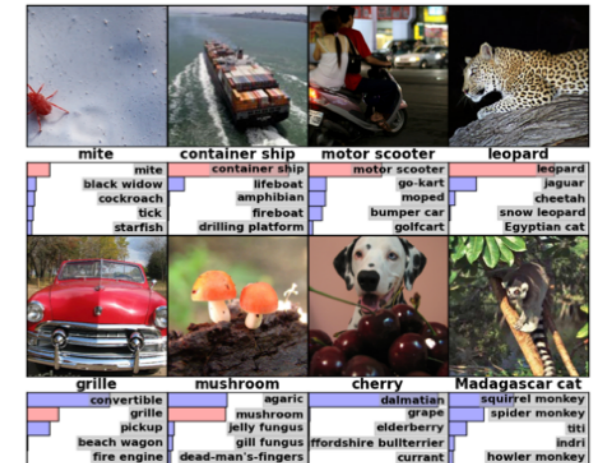 mite container ship motor scooter leopard
mite container ship motor scooter leopard
black widow lifeboat go-kart jaguar
cockroach amphibian moped cheetah
tick fireboat bumper car snow leopard
starfish drilling platform golfcart Egyptian cat
grille mushroom cherry Madagascar cat
convertible agaric dalmatian squirrel monkey
grille mushroom grape spider monkey
pickup jelly fungus elderberry titi
beach wagon gill fungus ffordshire bullterrier indri
fire engine dead-man's-fingers currant howler monkey